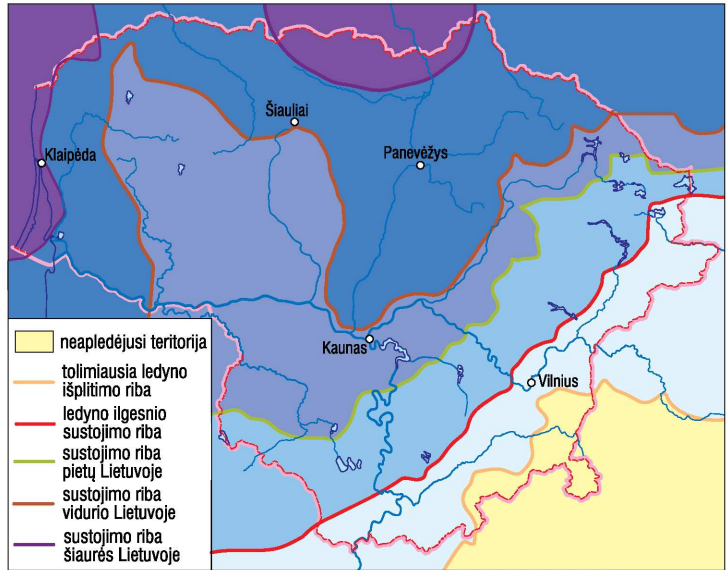 Šiauliai
Klaipėda
Panevėžys
Kaunas
Vilnius
neapledėjusi teritorija
tolimiausia ledyno
išplitimo riba
ledyno ilgesnio
sustojimo riba
sustojimo riba
pietų Lietuvoje
sustojimo riba
vidurio Lietuvoje
sustojimo riba
šiaurės Lietuvoje